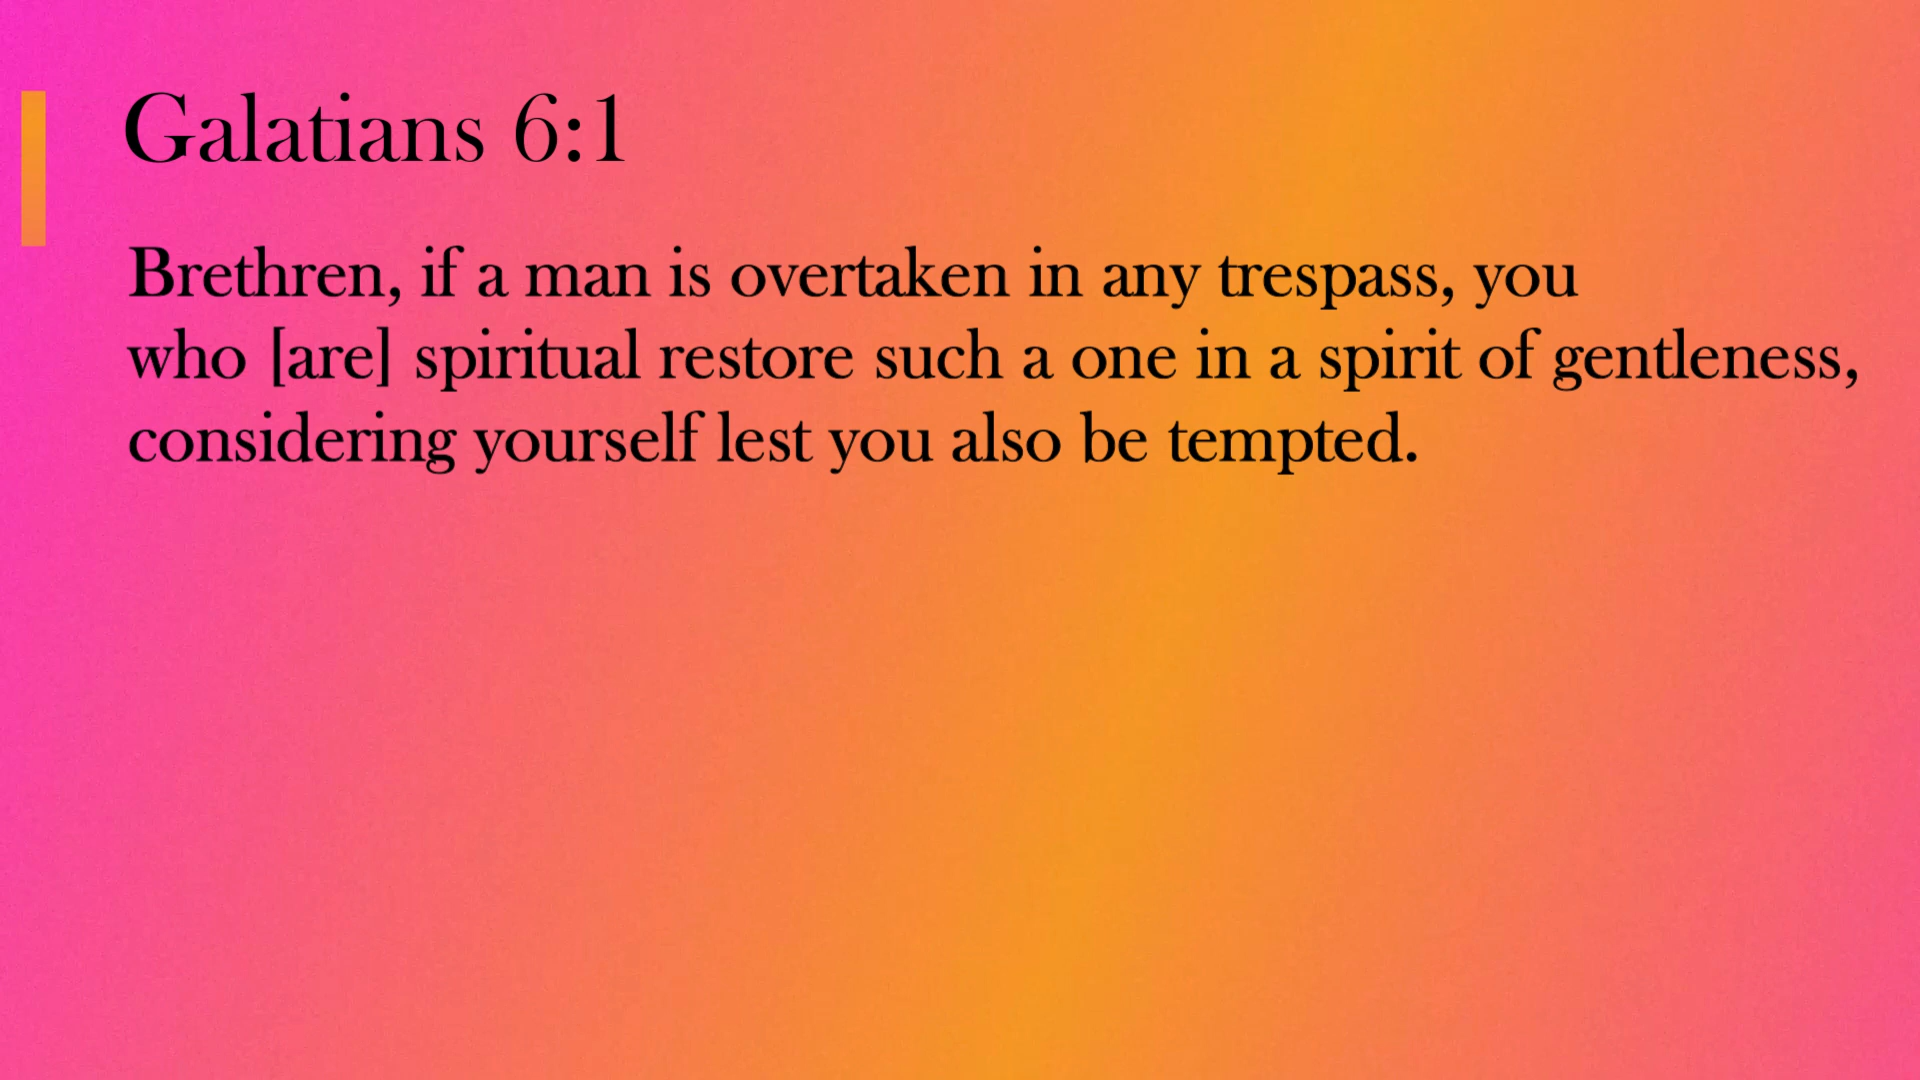 Galatians 6:1
Brethren, if a man is overtaken in any trespass, you
who [are] spiritual restore such a one in a spirit of gentleness,
considering yourself lest you also be tempted.